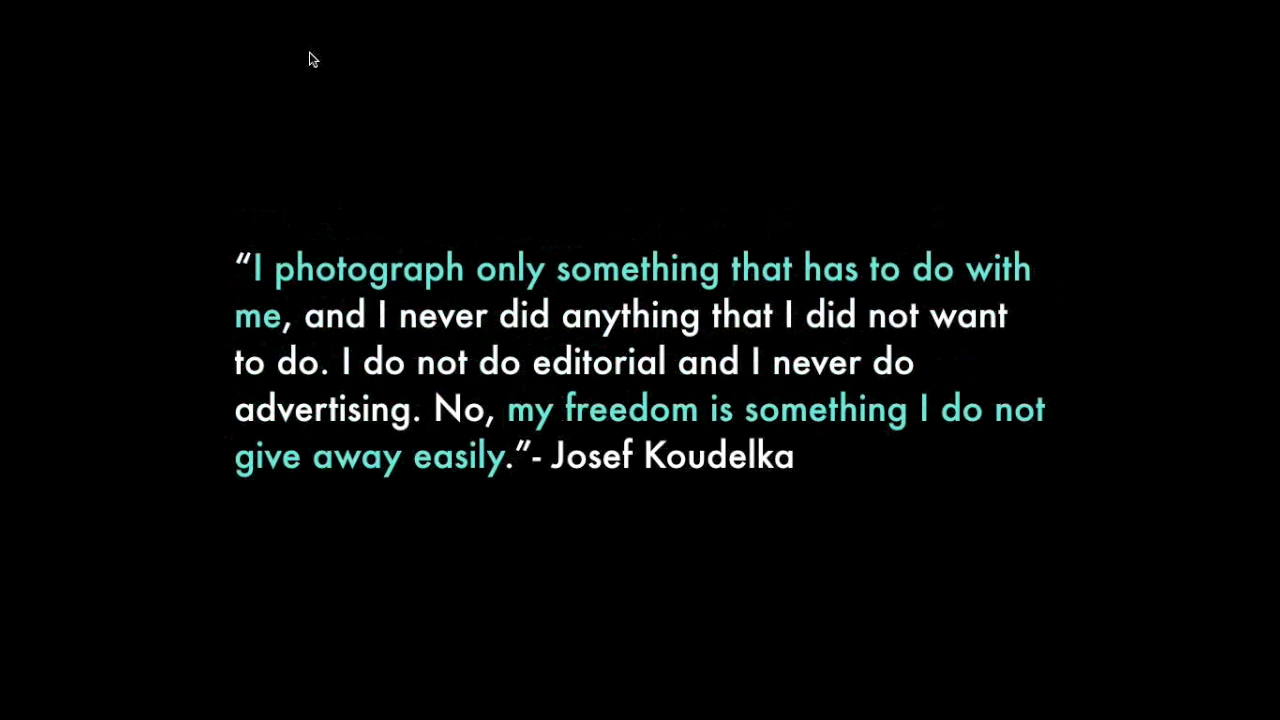 “I photograph only something that has to do with
me, and I never did anything that I did not want
to do. I do not do editorial and I never do
advertising. No, my freedom is something I do not
give away easily.”- Josef Koudelka